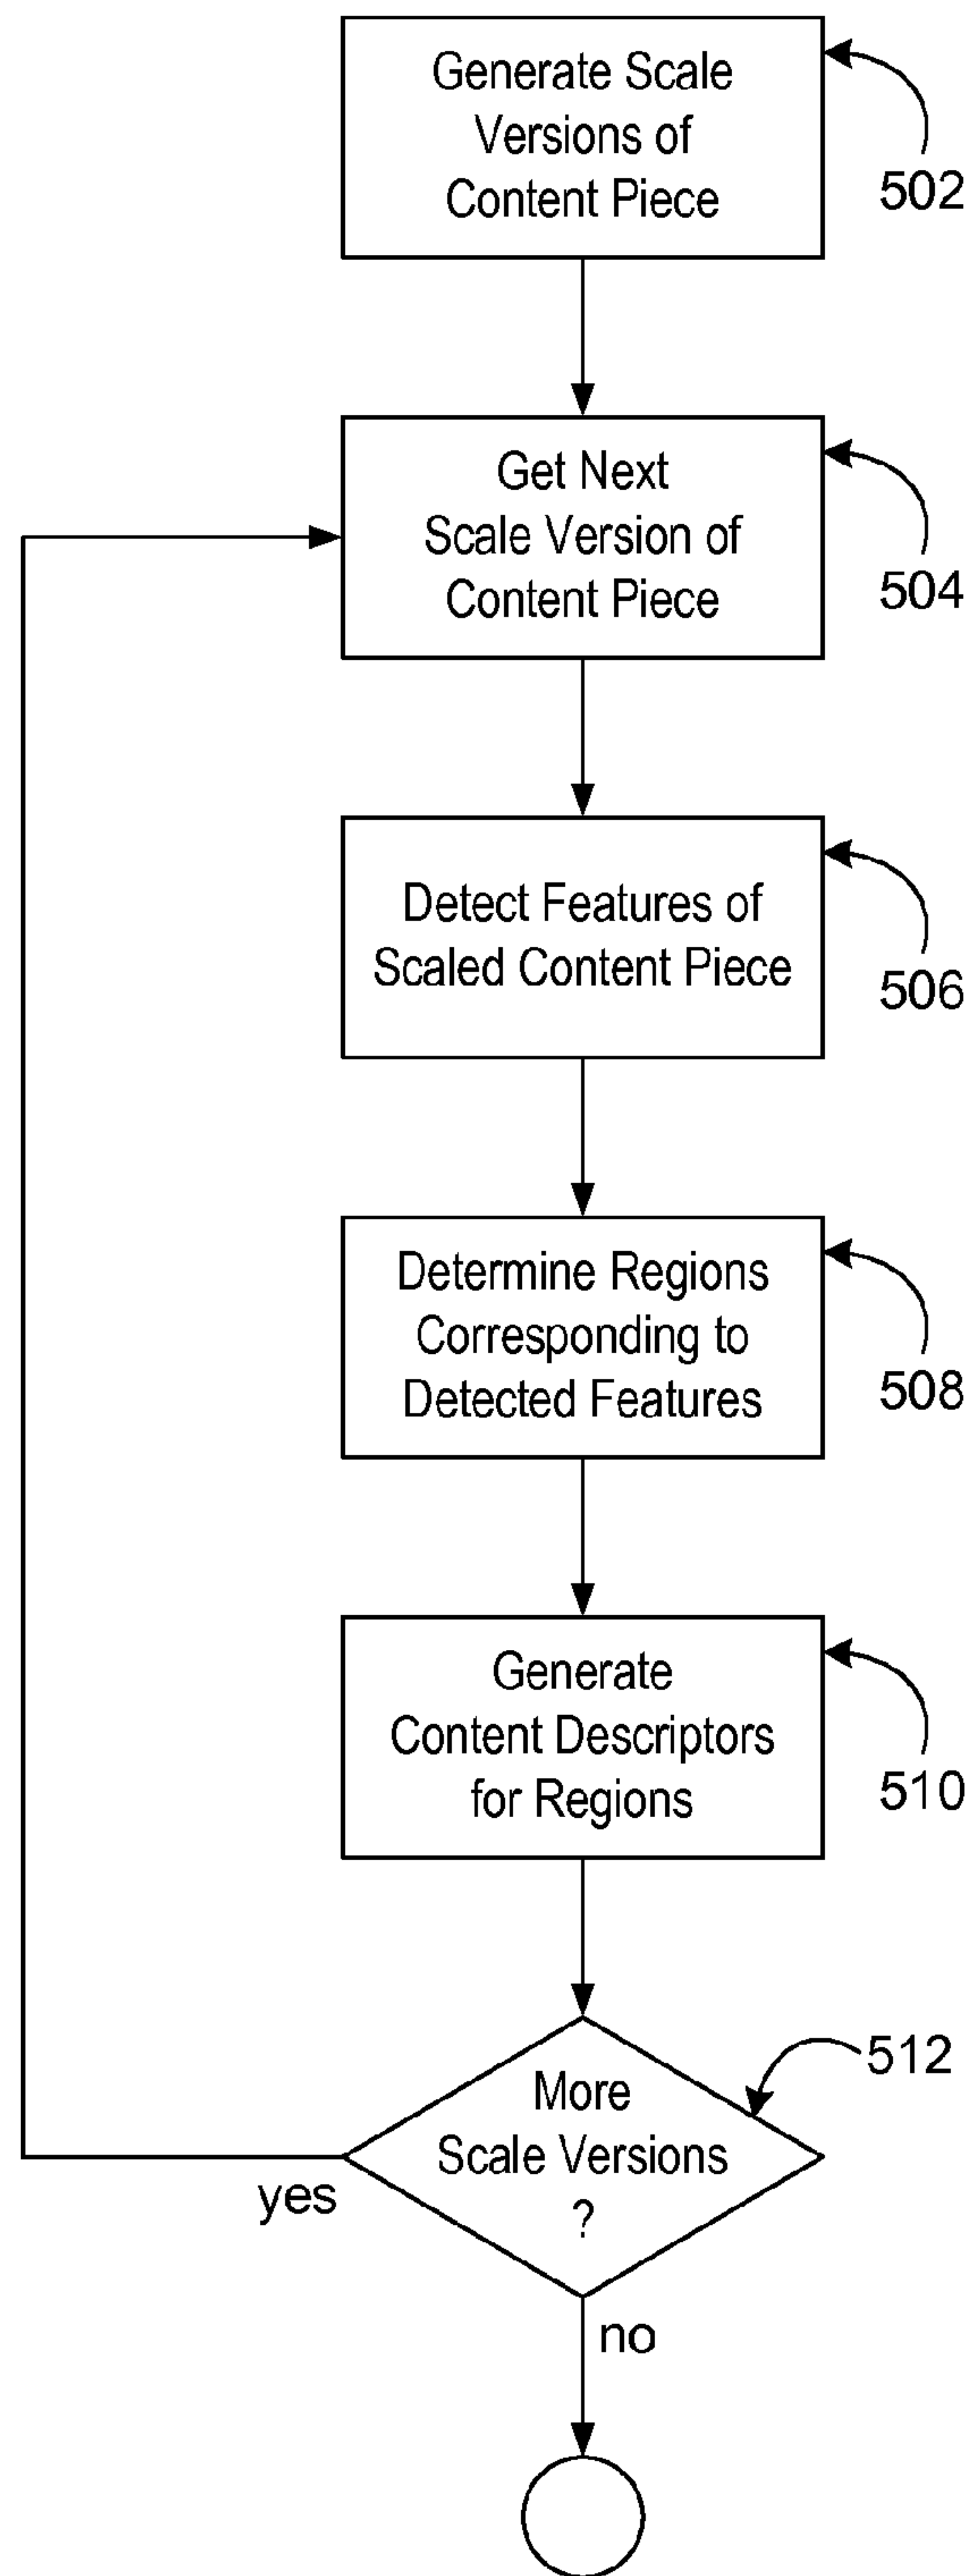 Generate Scale
Versions of
Content Piece
502
Get Next
Scale Version of
Content Piece
504
Detect Features of
Scaled Content Piece
506
Determine Regions
Corresponding to
Detected Features
508
Generate
Content Descriptors
for Regions
510
More
Scale Versions
?
512
yes
no